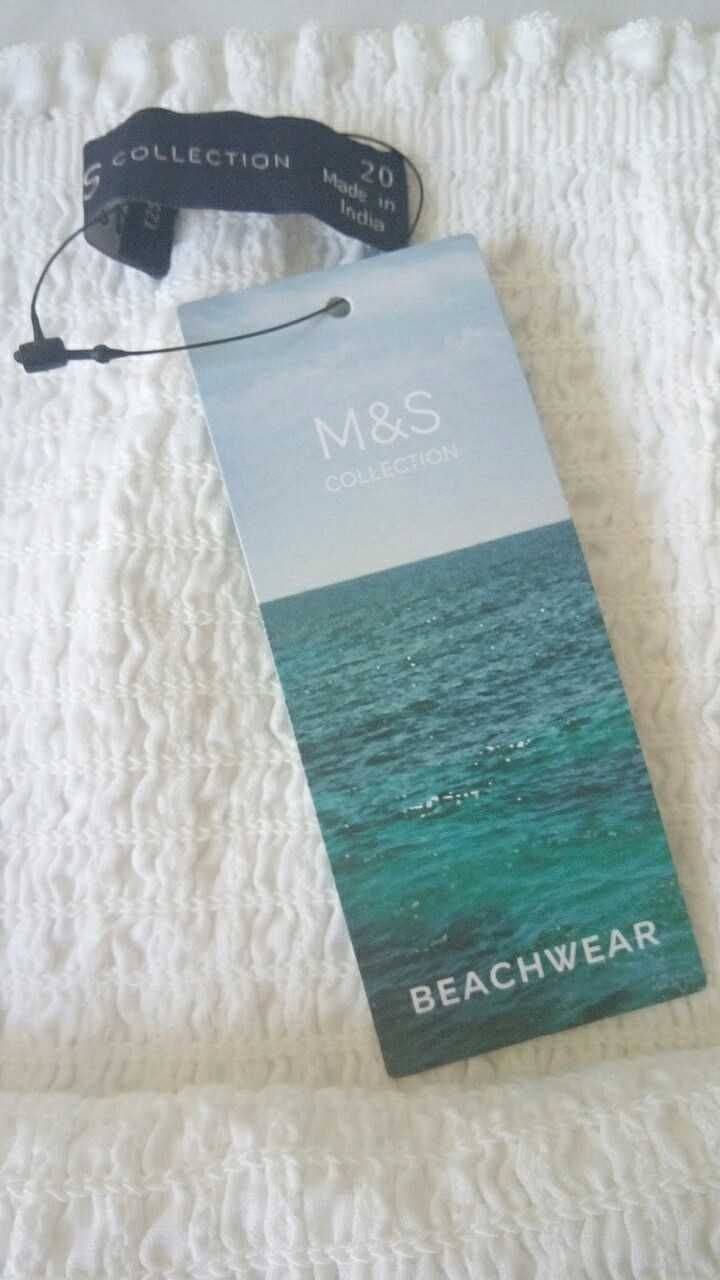 S COLLECTION
20
Made in
India
M&S
COLLECTION
BEACHWEAR